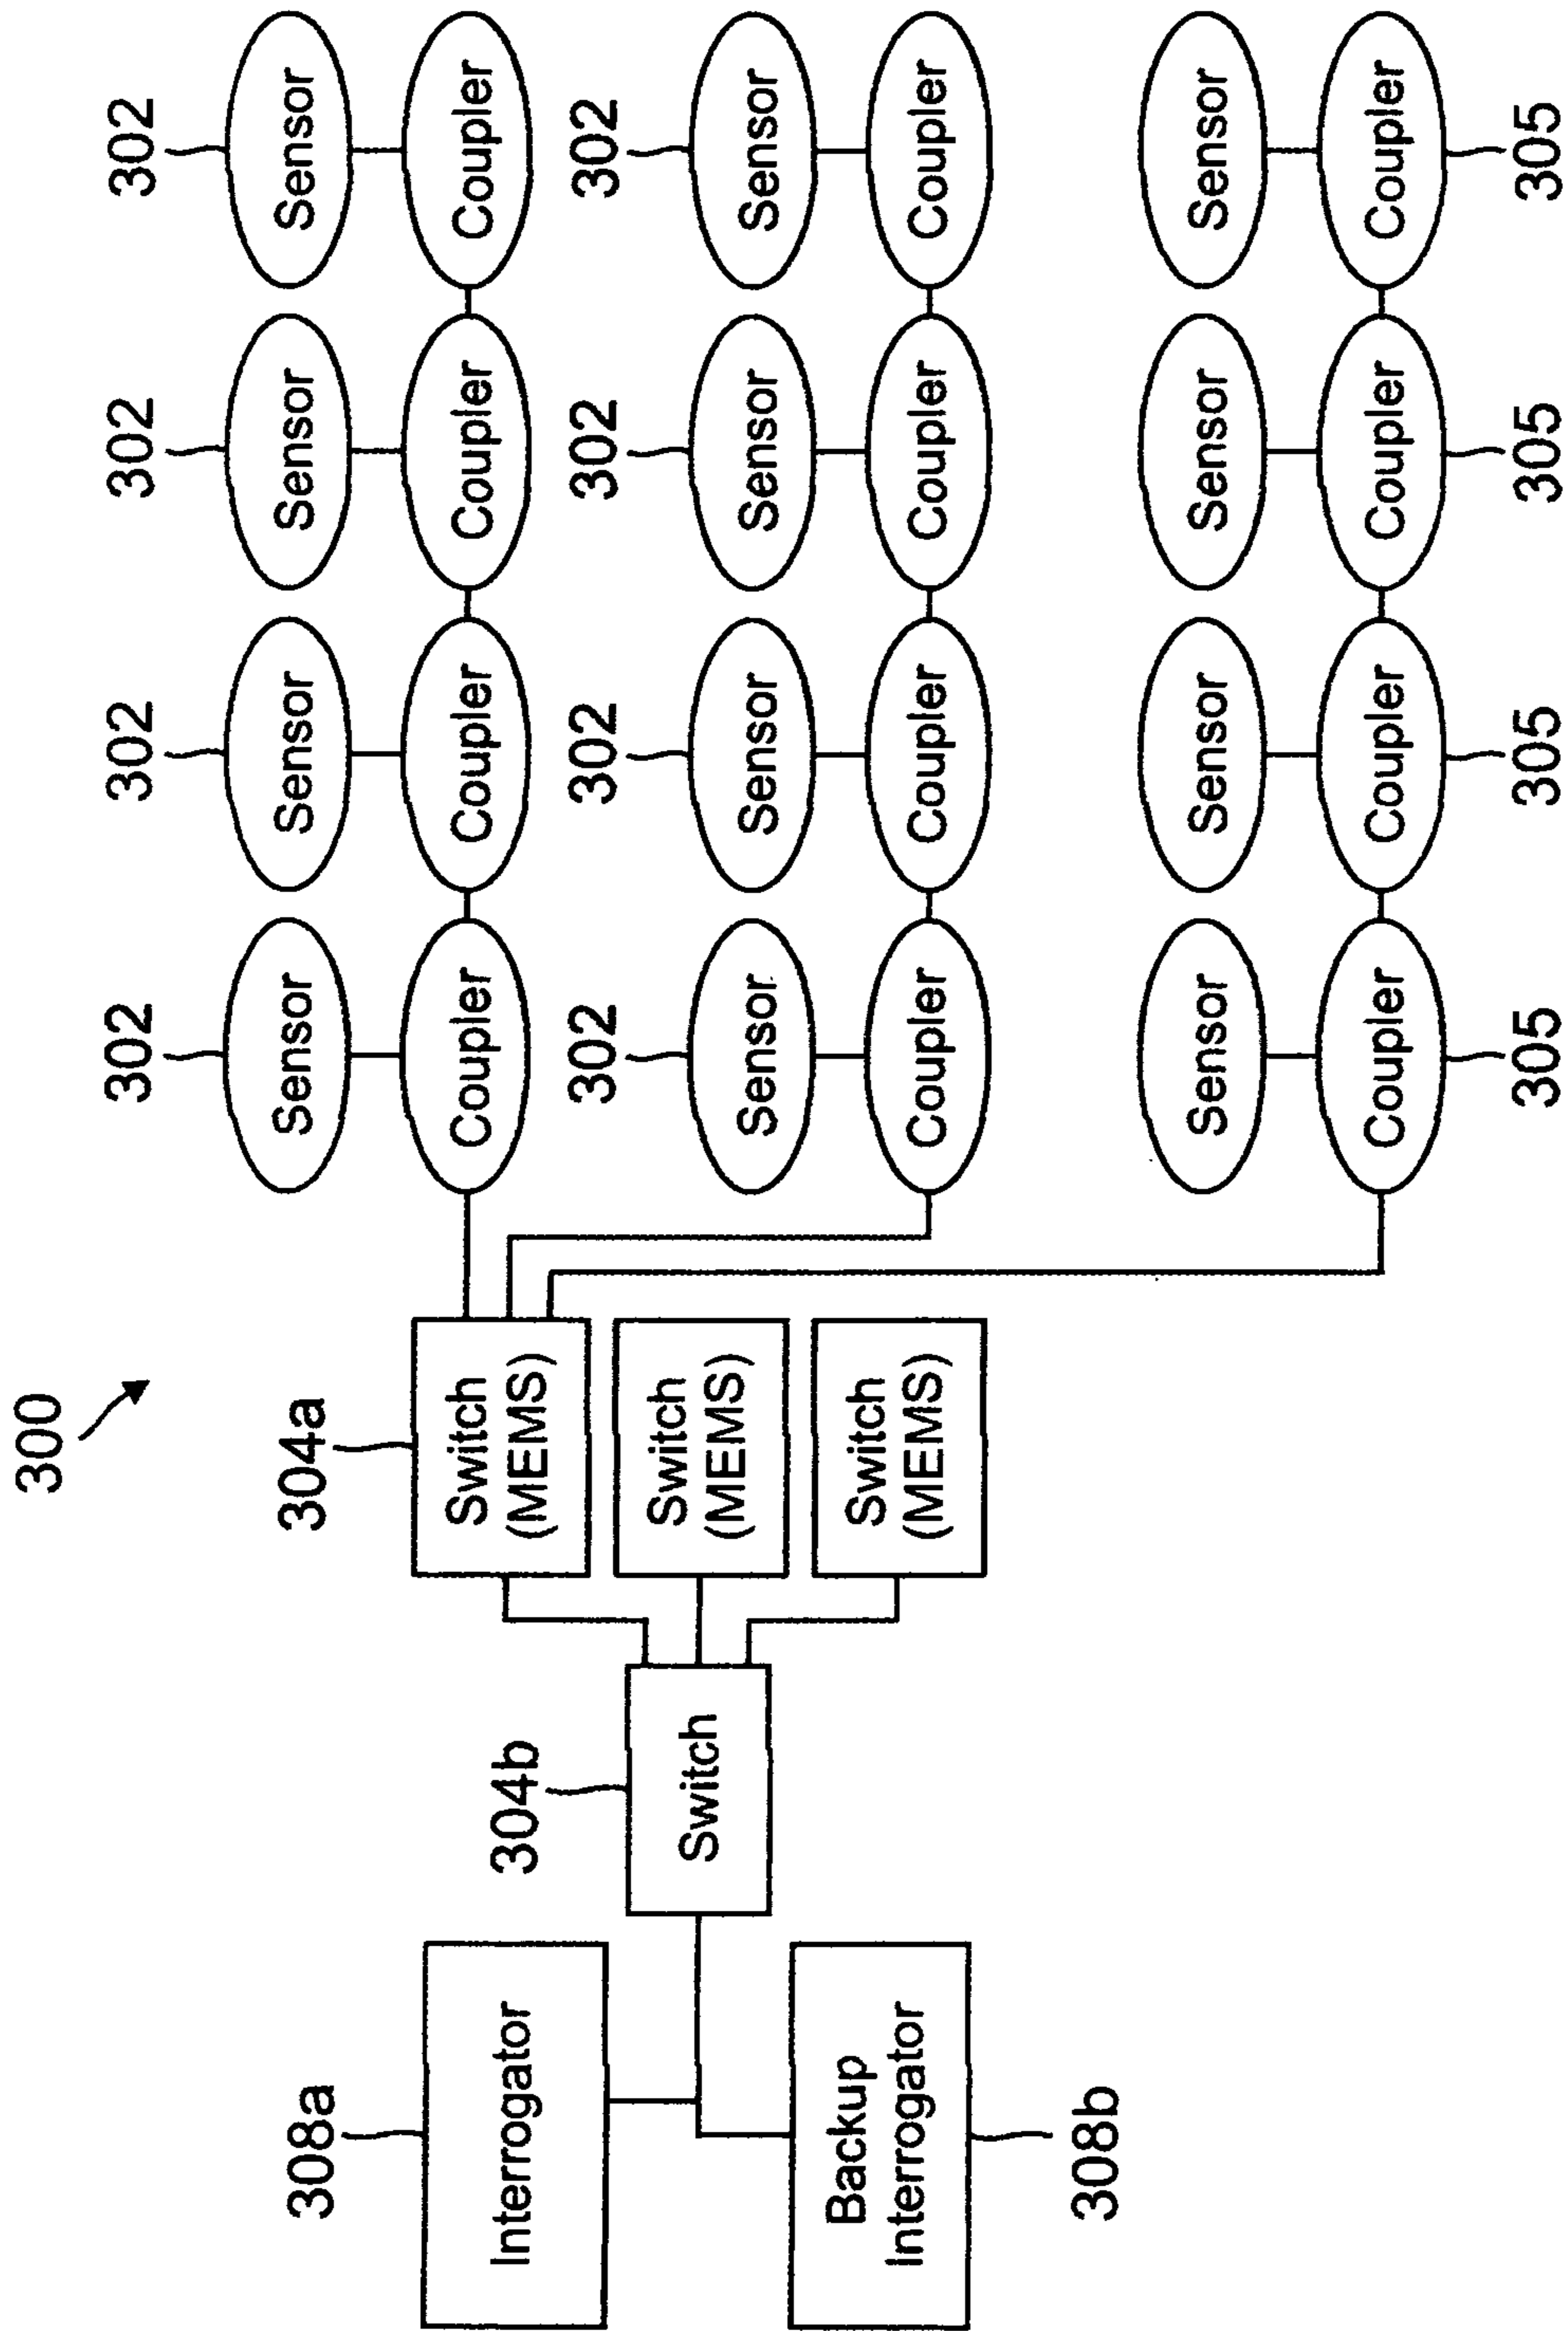 300
302
302
302
302
Sensor
Sensor
Sensor
Sensor
308a
304a
Interrogator
Switch
(MEMS)
Coupler
Coupler
Coupler
Coupler
304b
302
302
302
302
Switch
Switch
(MEMS)
Sensor
Sensor
Sensor
Sensor
Backup
Interrogator
Switch
(MEMS)
Coupler
Coupler
Coupler
Coupler
308b
Sensor
Sensor
Sensor
Sensor
Coupler
Coupler
Coupler
Coupler
305
305
305
305